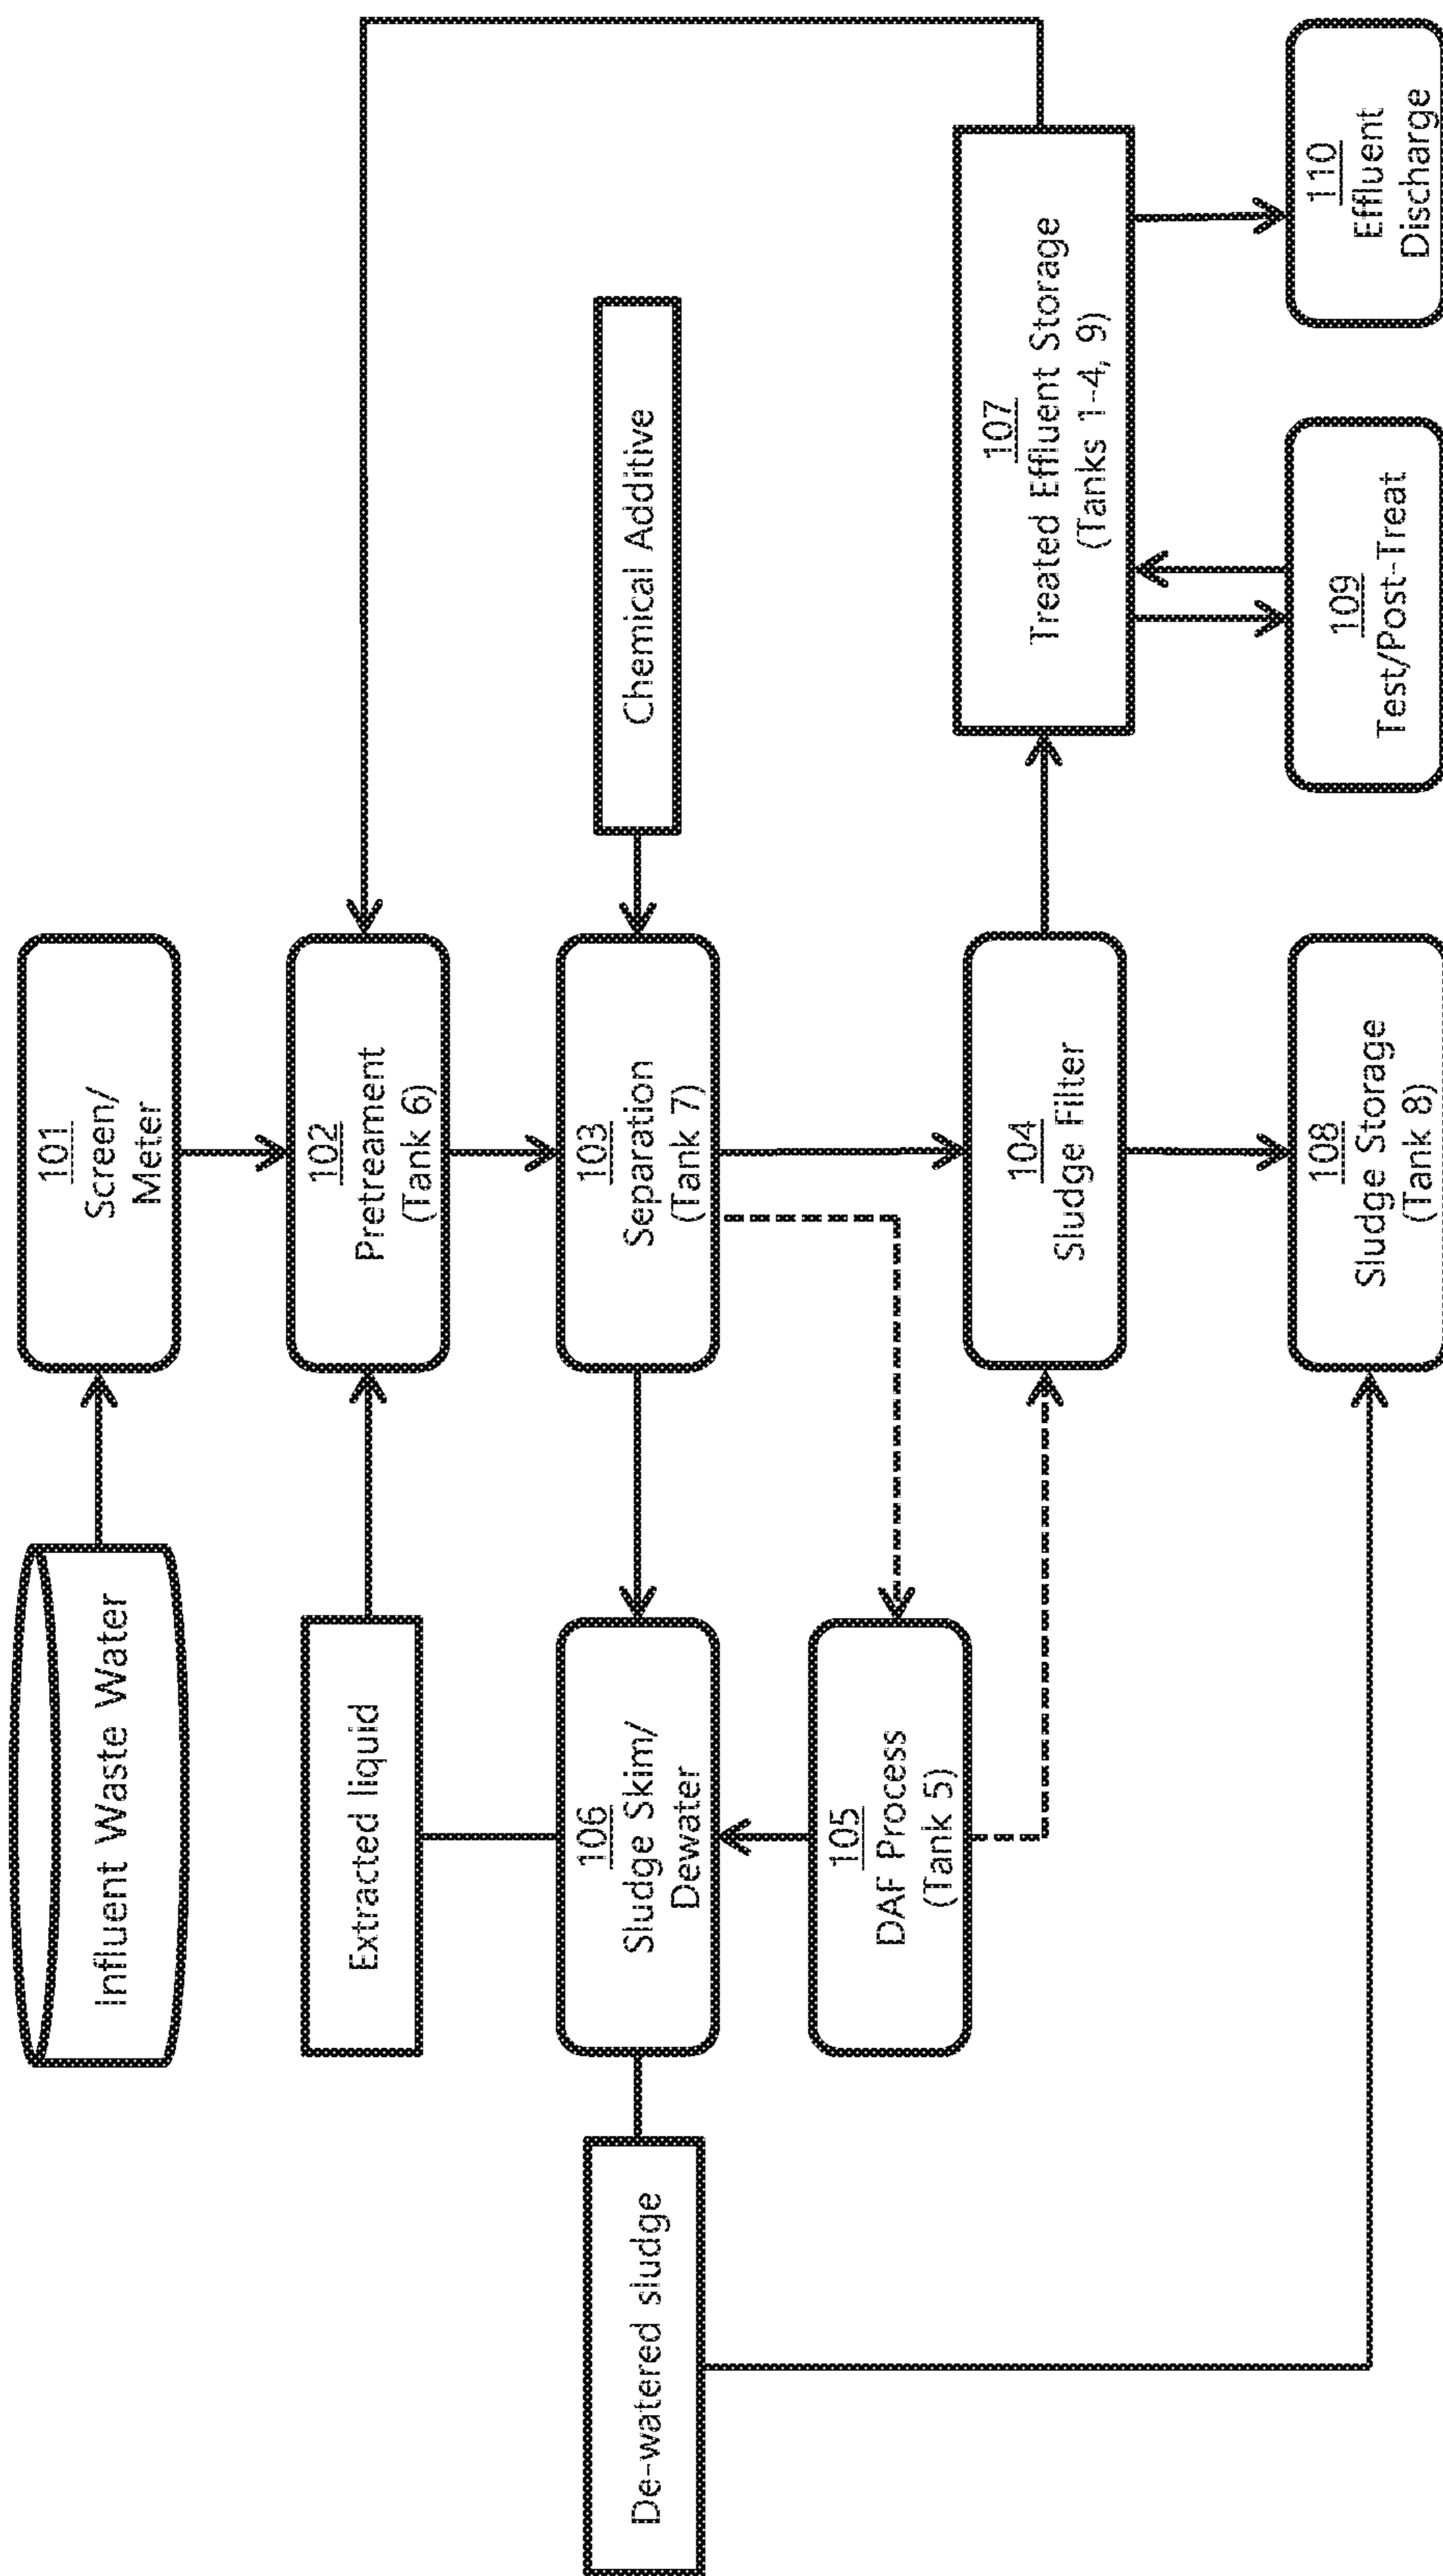 Influent Waste Water
101
Screen/
Meter
Extracted liquid
102
Pretreament
(Tank 6)
De-watered sludge
106
Sludge Skim/
Dewater
103
Separation
(Tank 7)
Chemical Additive
105
DAF Process
(Tank 5)
104
Sludge Filter
107
Treated Effluent Storage
(Tanks 1-4, 9)
108
Sludge Storage
(Tank 8)
109
Test/Post-Treat
110
Effluent
Discharge